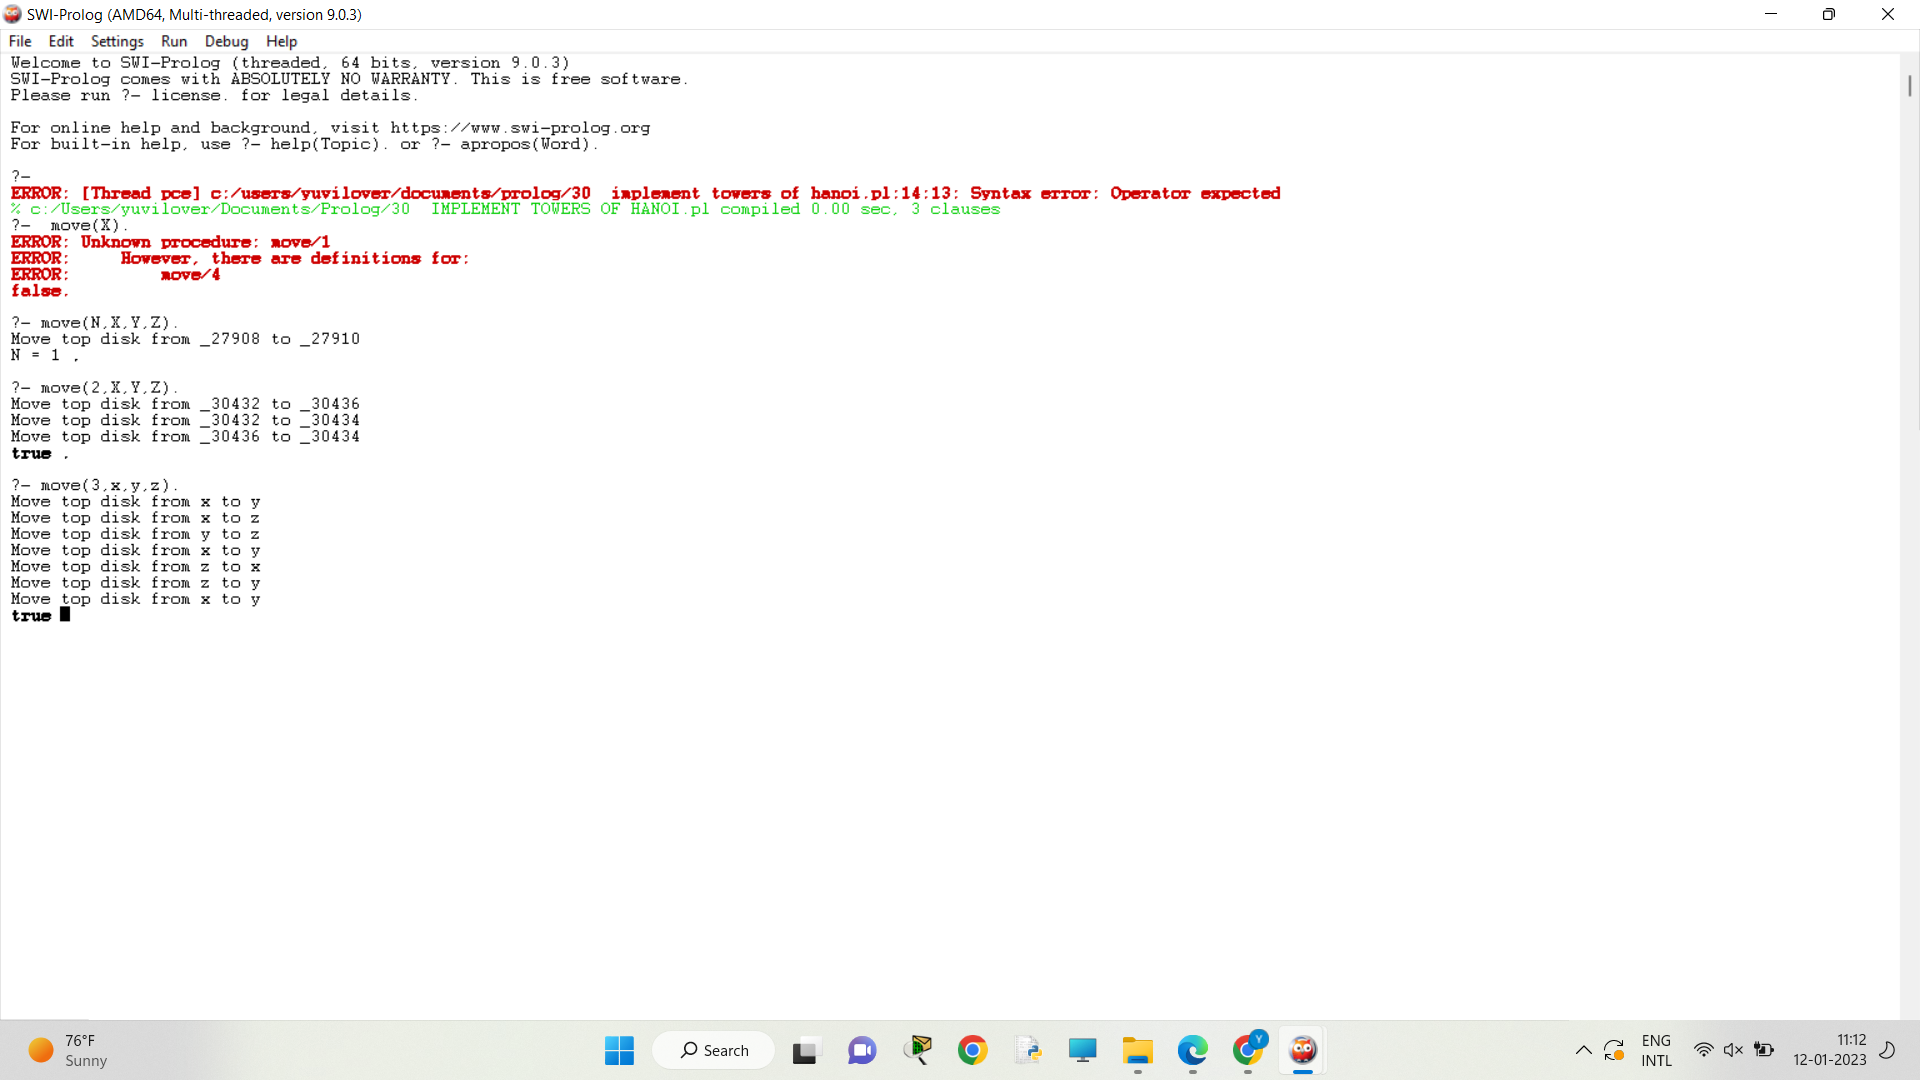 SWI-Prolog (AMD64, Multi-threaded, version 9.0.3)
File Edit Settings Run Debug Help
Welcome to SWI-Prolog (threaded, 64 bits, version 9.0.3)
SWI-Prolog comes with ABSOLUTELY NO WARRANTY. This is free software.
Please run ?- license. for legal details.
For online help and background, visit https://www.swi-prolog.org
For built-in help, use ?- help(Topic). or ?- apropos(Word).
?-
ERROR: [Thread pce] c:/users/yuvilover/documents/prolog/30  implement towers of hanoi.pl:14:13: Syntax error: Operator expected
% c:/Users/yuvilover/Documents/Prolog/30  IMPLEMENT TOWERS OF HANOI.pl compiled 0.00 sec, 3 clauses
?-  move(X).
ERROR: Unknown procedure: move/1
ERROR:     However, there are definitions for:
ERROR:         move/4
false.
?- move(N,X,Y,Z).
Move top disk from _27908 to _27910
N = 1 .
?- move(2,X,Y,Z).
Move top disk from _30432 to _30436
Move top disk from _30432 to _30434
Move top disk from _30436 to _30434
true .
?- move(3,x,y,z).
Move top disk from x to y
Move top disk from x to z
Move top disk from y to z
Move top disk from x to y
Move top disk from z to x
Move top disk from z to y
Move top disk from x to y
true
76°F
Sunny
Search
Y
ENG
INTL
11:12
12-01-2023